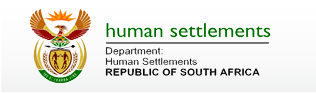 human settlements
Department:
Human Settlements
REPUBLIC OF SOUTH AFRICA